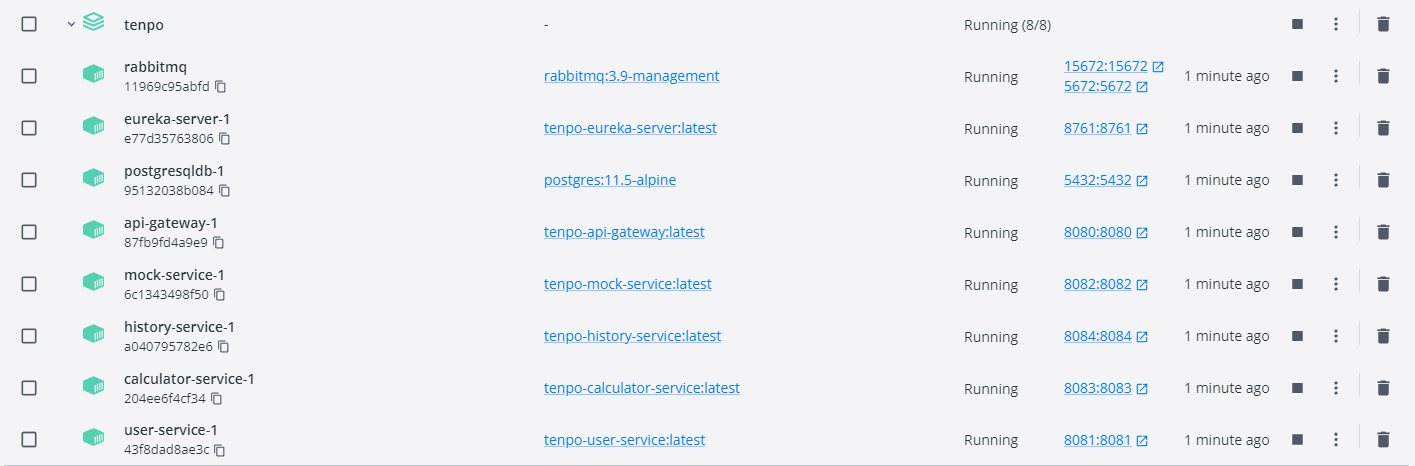 tenpo - Running (8/8)
rabbitmq
11969c95abfd rabbitmq:3.9-management Running 15672:15672 5672:5672 1 minute ago
eureka-server-1
e77d35763806 tenpo-eureka-server:latest Running 8761:8761 1 minute ago
postgresqldb-1
95132038b084 postgres:11.5-alpine Running 5432:5432 1 minute ago
api-gateway-1
87fb9fd4a9e9 tenpo-api-gateway:latest Running 8080:8080 1 minute ago
mock-service-1
6c1343498f50 tenpo-mock-service:latest Running 8082:8082 1 minute ago
history-service-1
a040795782e6 tenpo-history-service:latest Running 8084:8084 1 minute ago
calculator-service-1
204ee6f4cf34 tenpo-calculator-service:latest Running 8083:8083 1 minute ago
user-service-1
43f8dad8ae3c tenpo-user-service:latest Running 8081:8081 1 minute ago